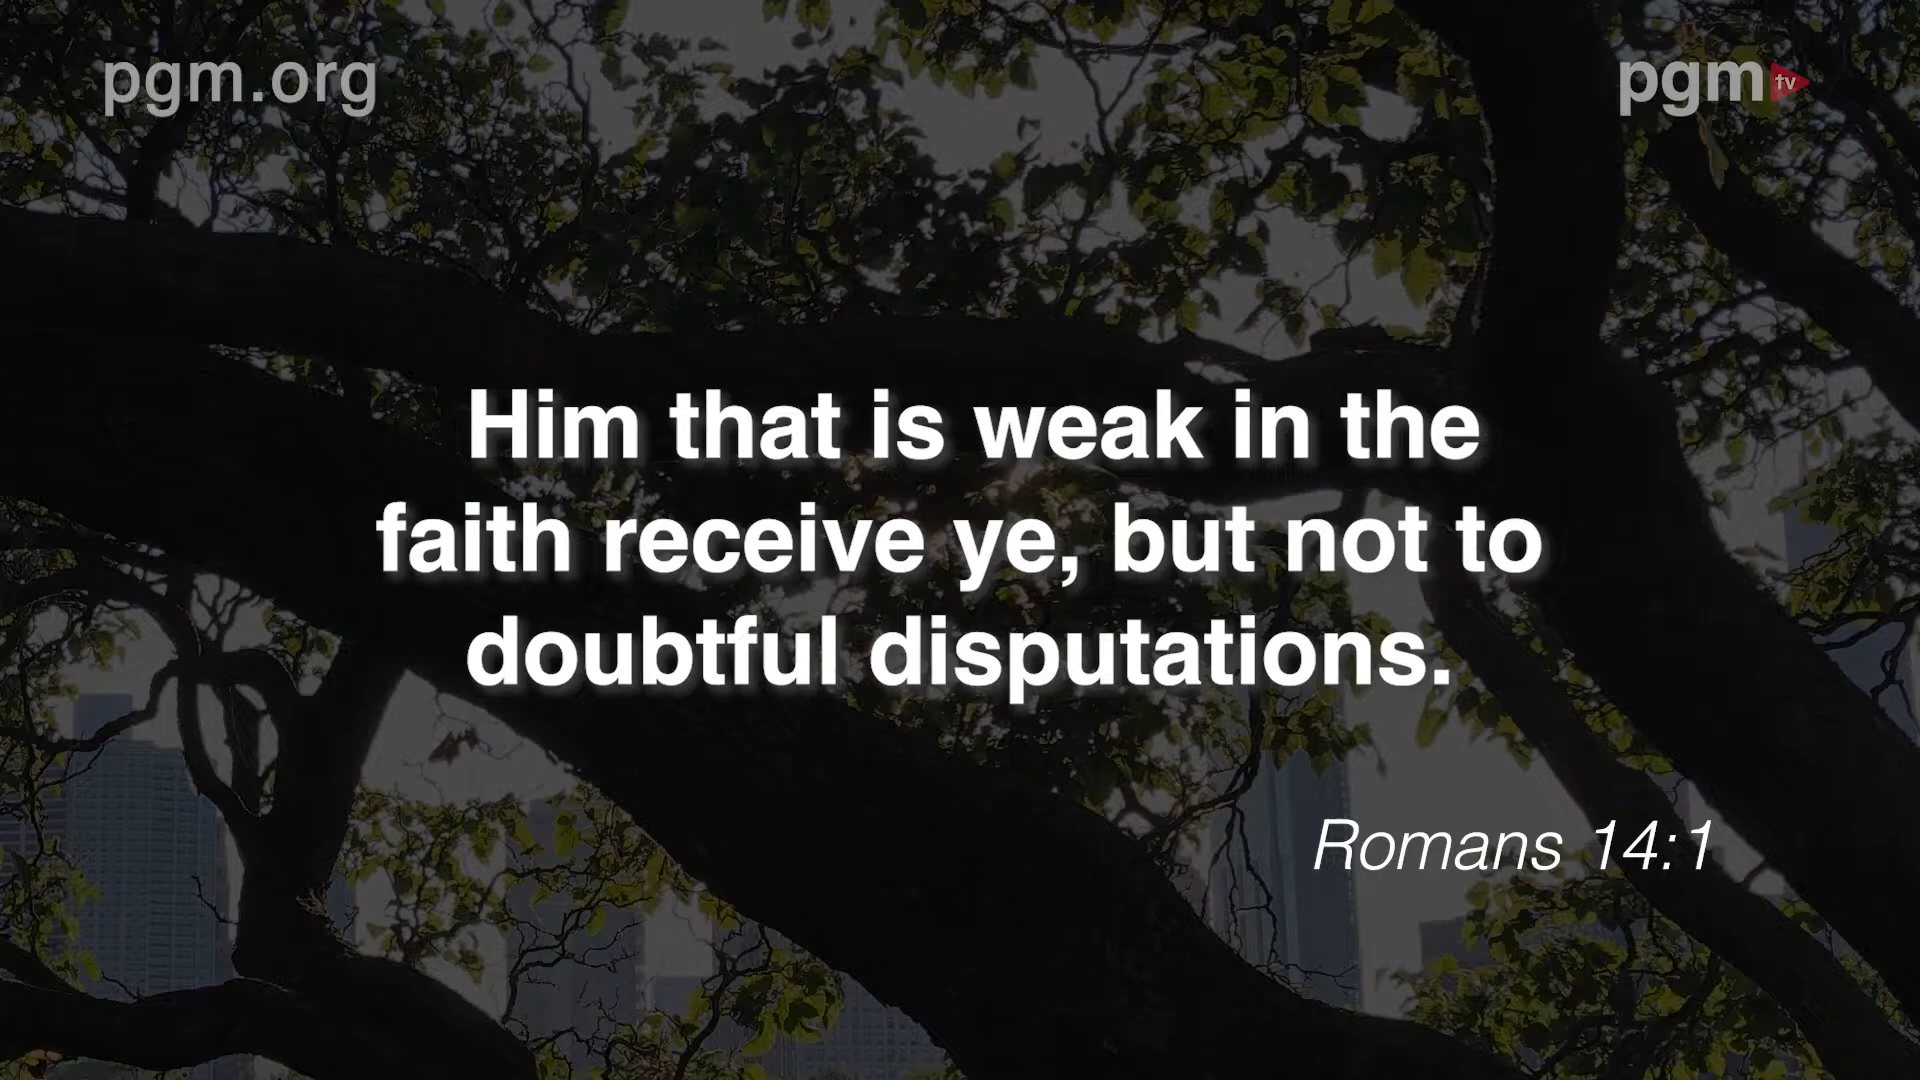 pgm.org
pgm tv
Him that is weak in the
faith receive ye, but not to
doubtful disputations.
Romans 14:1